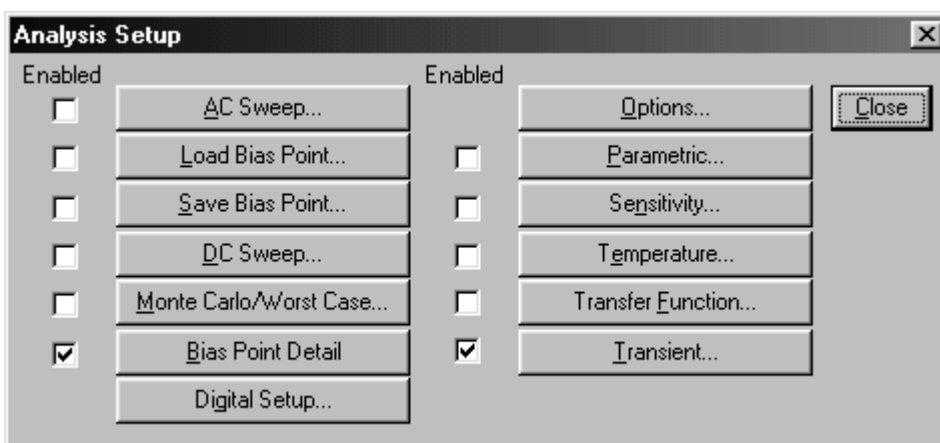 Analysis Setup
Enabled Enabled
AC Sweep... Options... Close
Load Bias Point... Parametric...
Save Bias Point... Sensitivity...
DC Sweep... Temperature...
Monte Carlo/Worst Case... Transfer Function...
Bias Point Detail Transient...
Digital Setup...